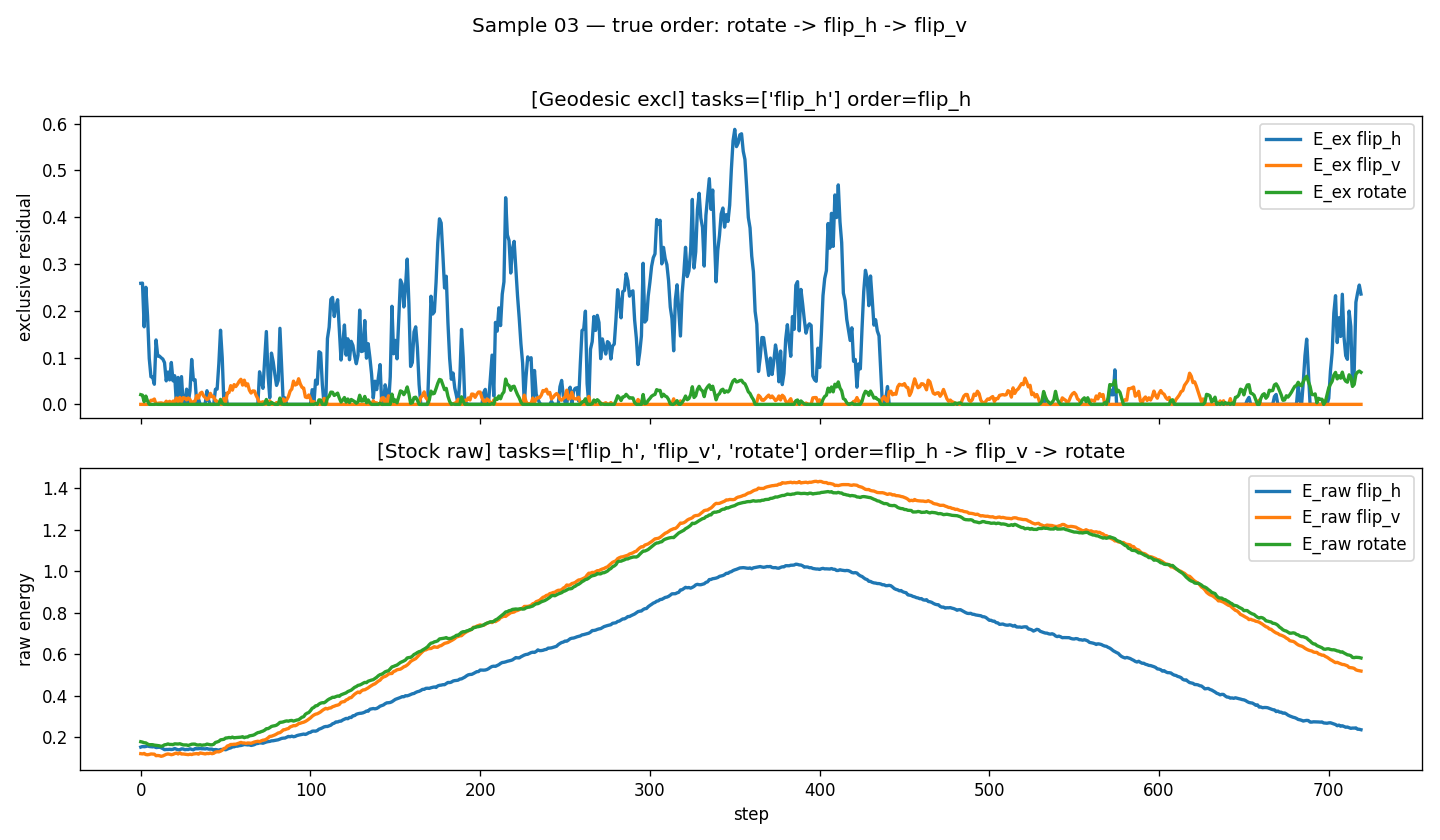 Sample 03 — true order: rotate -> flip_h -> flip_v
[Geodesic excl] tasks=['flip_h'] order=flip_h
exclusive residual
0.6
0.5
0.4
0.3
0.2
0.1
0.0
E_ex flip_h
E_ex flip_v
E_ex rotate
[Stock raw] tasks=['flip_h', 'flip_v', 'rotate'] order=flip_h -> flip_v -> rotate
raw energy
1.4
1.2
1.0
0.8
0.6
0.4
0.2
E_raw flip_h
E_raw flip_v
E_raw rotate
0 100 200 300 400 500 600 700
step